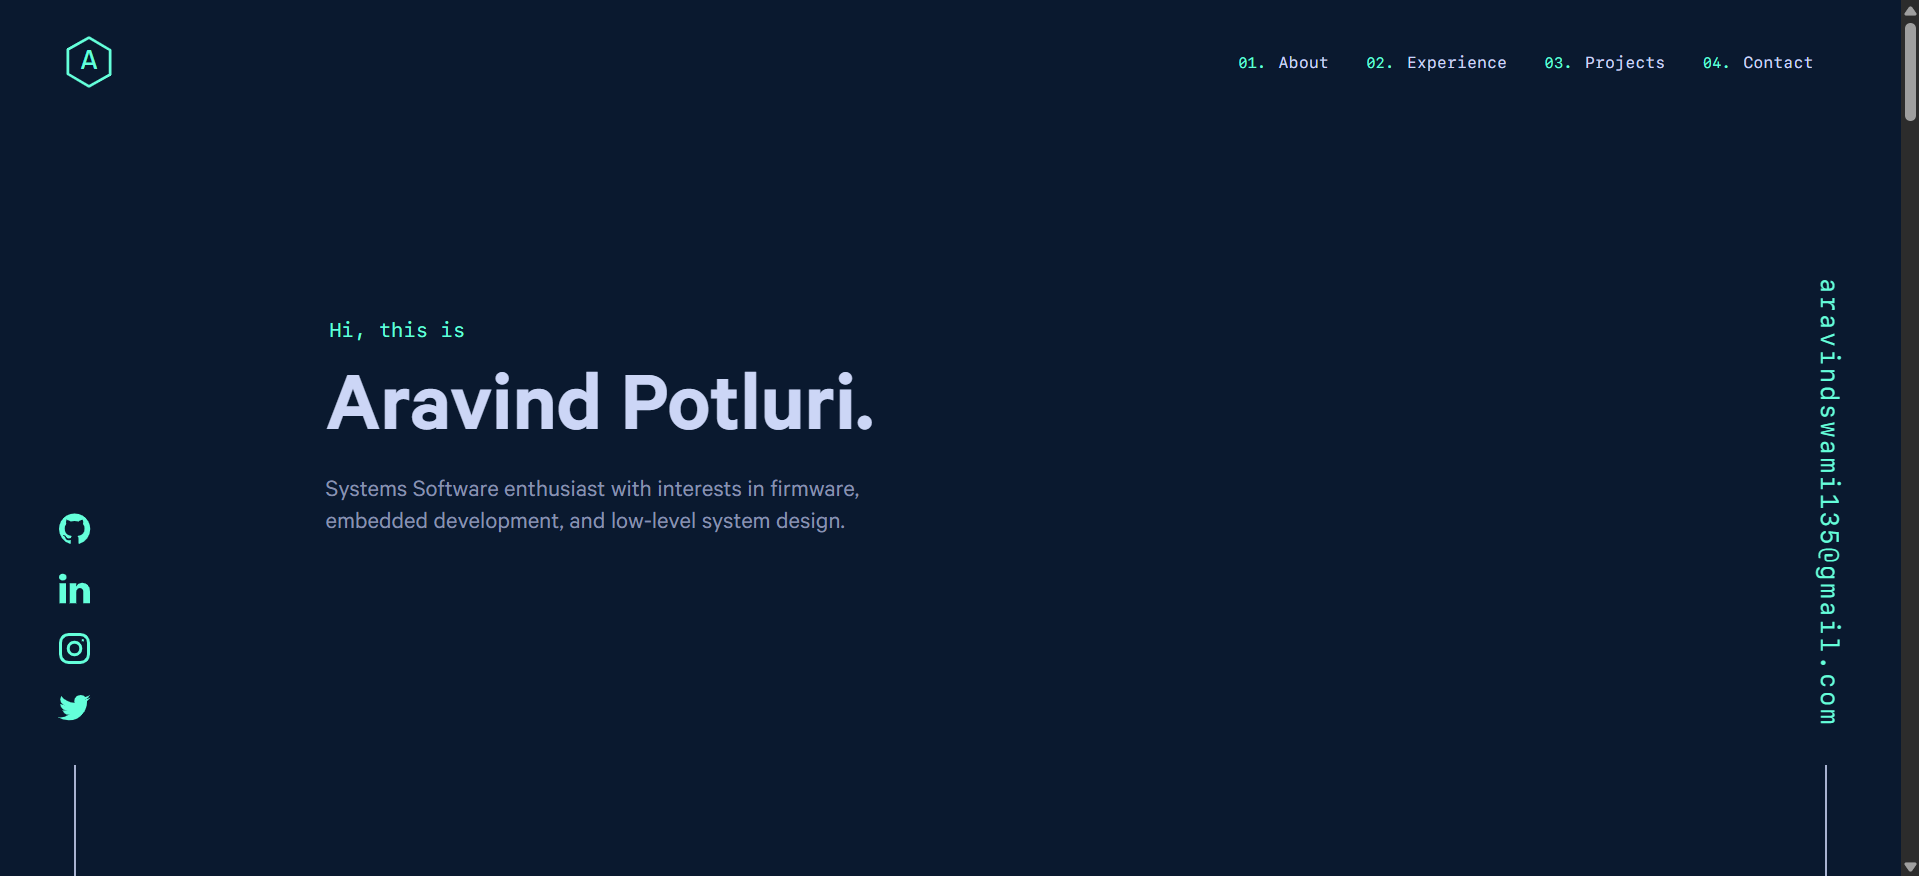 A
01. About 02. Experience 03. Projects 04. Contact
Hi, this is
Aravind Potluri.
Systems Software enthusiast with interests in firmware,
embedded development, and low-level system design.
in
aravindswami135@gmail.com